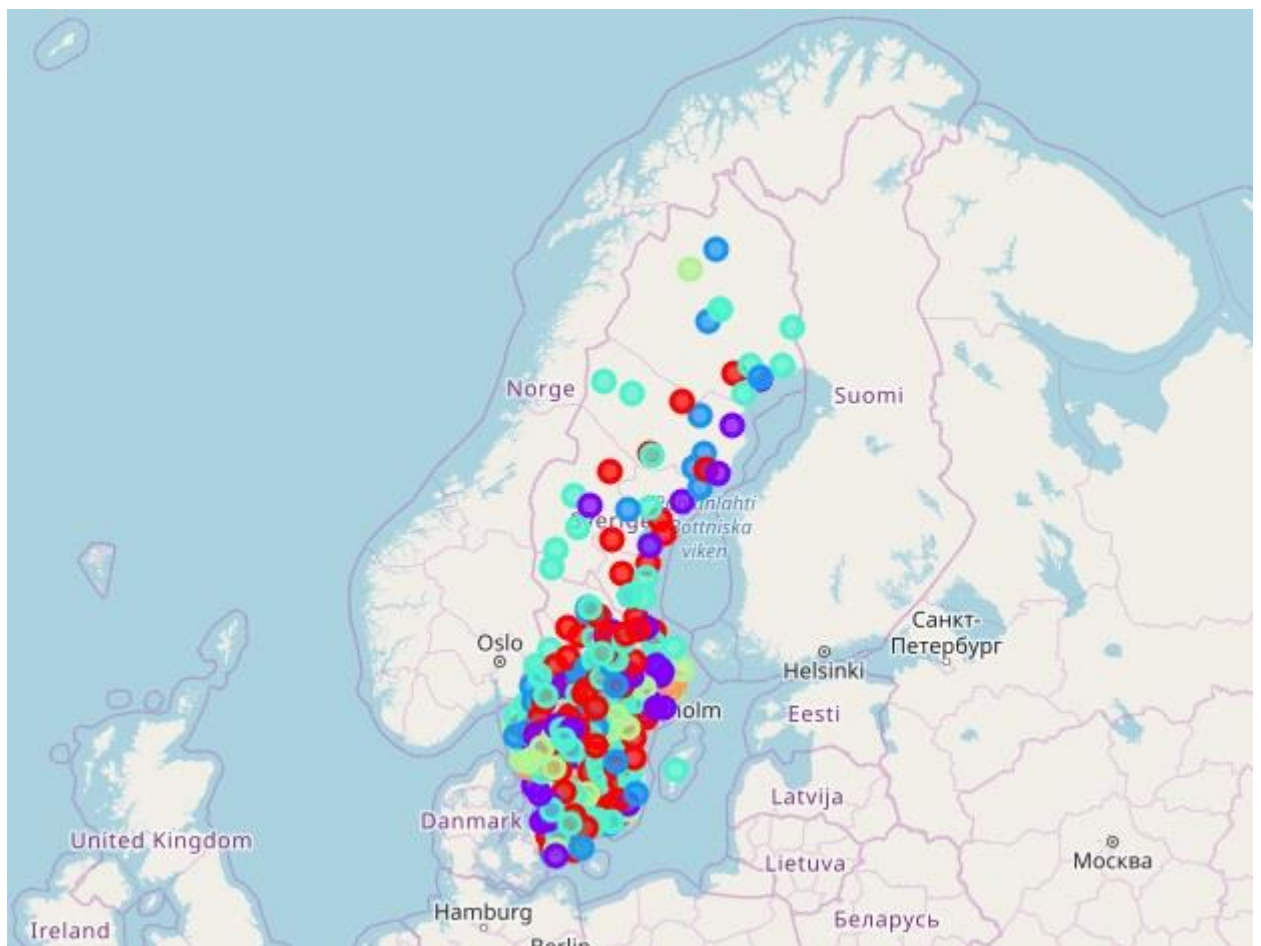 Norge
Suomi
Sverige
Bottniska
viken
Oslo
Санкт-
Петербург
Helsinki
holm
Eesti
Latvija
Danmark
United Kingdom
Lietuva
Москва
Hamburg
Беларусь
Ireland
Berlin